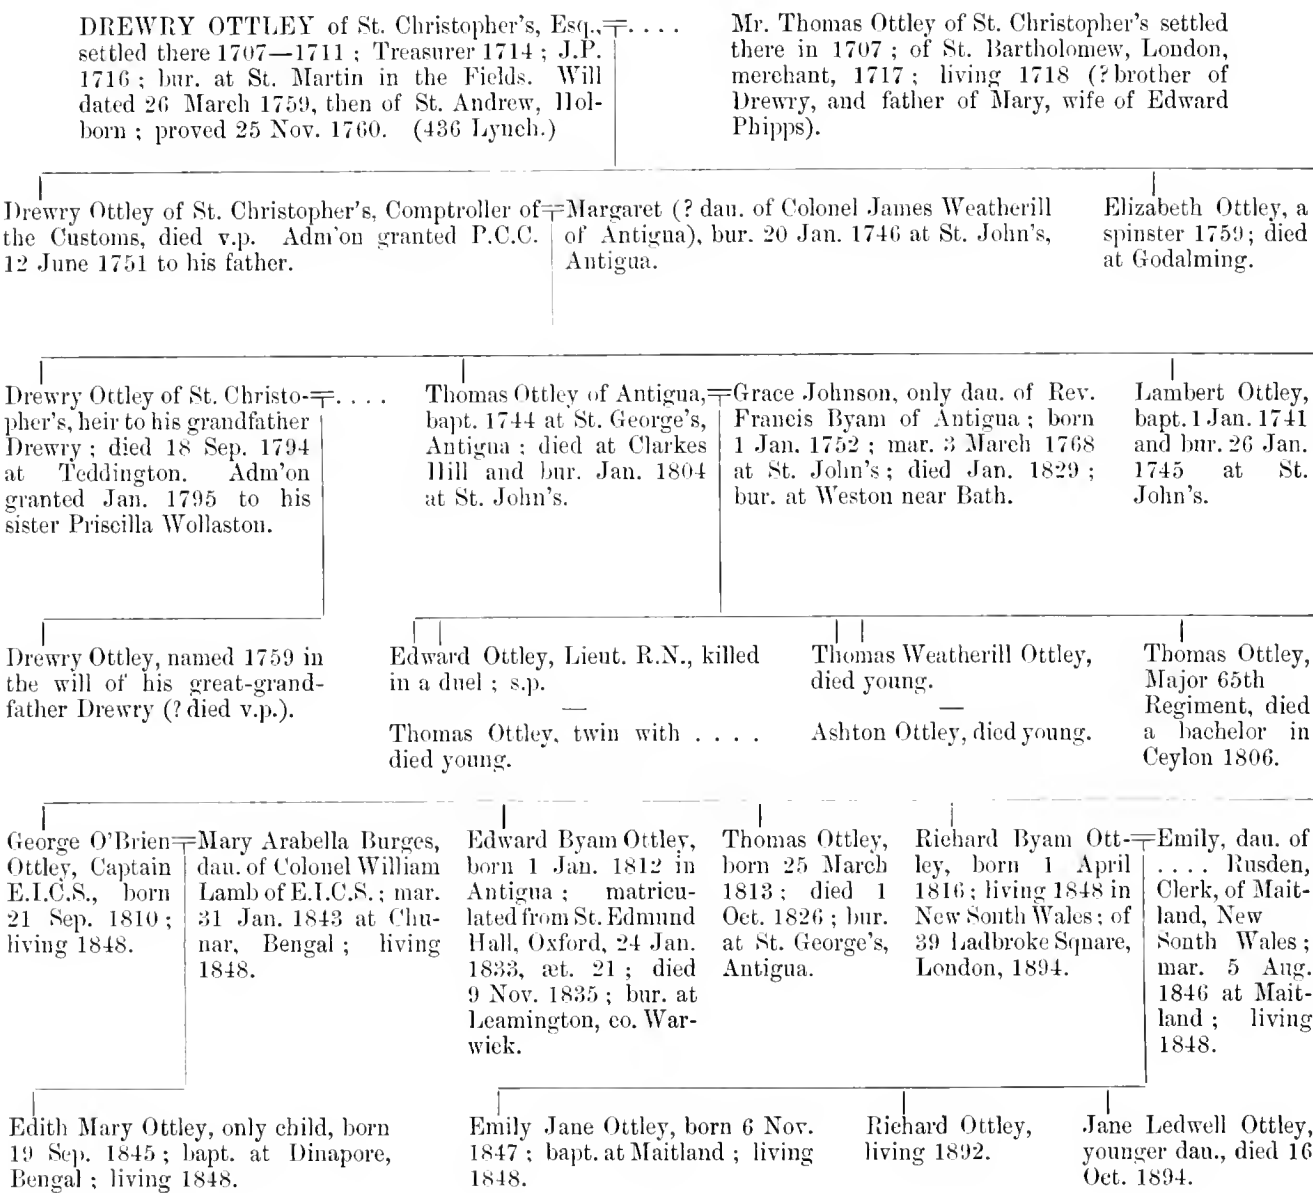 DREWRY OTTLEY of St. Christopher's, Esq.,=. . . .
settled there 1707—1711 ; Treasurer 1714 ; J.P.
1716 ; bur. at St. Martin in the Fields. Will
dated 26 March 1759, then of St. Andrew, Hol-
born ; proved 25 Nov. 1760. (436 Lynch.)
Mr. Thomas Ottley of St. Christopher's settled
there in 1707 ; of St. Bartholomew, London,
merchant, 1717 ; living 1718 (? brother of
Drewry, and father of Mary, wife of Edward
Phipps).
Drewry Ottley of St. Christopher's, Comptroller of=
the Customs, died v.p. Adm'on granted P.C.C.
12 June 1751 to his father.
Margaret (? dau. of Colonel James Weatherill
of Antigua), bur. 20 Jan. 1746 at St. John's,
Antigua.
Elizabeth Ottley, a
spinster 1759; died
at Godalming.
Drewry Ottley of St. Christo-=. . . .
pher's, heir to his grandfather
Drewry ; died 18 Sep. 1794
at Teddington. Adm'on
granted Jan. 1795 to his
sister Priscilla Wollaston.
Thomas Ottley of Antigua,=
bapt. 1744 at St. George's,
Antigua ; died at Clarkes
Hill and bur. Jan. 1804
at St. John's.
Grace Johnson, only dau. of Rev.
Francis Byam of Antigua ; born
1 Jan. 1752 ; mar. 3 March 1768
at St. John's ; died Jan. 1829 ;
bur. at Weston near Bath.
Lambert Ottley,
bapt. 1 Jan. 1741
and bur. 26 Jan.
1745 at St.
John's.
Drewry Ottley, named 1759 in
the will of his great-grand-
father Drewry (? died v.p.).
Edward Ottley, Lieut. R.N., killed
in a duel ; s.p.
—
Thomas Ottley, twin with . . . .
died young.
Thomas Weatherill Ottley,
died young.
—
Ashton Ottley, died young.
Thomas Ottley,
Major 65th
Regiment, died
a bachelor in
Ceylon 1806.
George O'Brien=
Ottley, Captain
E.I.C.S., born
21 Sep. 1810 ;
living 1848.
Mary Arabella Burges,
dau. of Colonel William
Lamb of E.I.C.S. ; mar.
31 Jan. 1843 at Chu-
nar, Bengal ; living
1848.
Edward Byam Ottley,
born 1 Jan. 1812 in
Antigua ; matricu-
lated from St. Edmund
Hall, Oxford, 24 Jan.
1833, æt. 21 ; died
9 Nov. 1835 ; bur. at
Leamington, co. War-
wick.
Thomas Ottley,
born 25 March
1813 ; died 1
Oct. 1826 ; bur.
at St. George's,
Antigua.
Richard Byam Ott-=
ley, born 1 April
1816; living 1848 in
New South Wales ; of
39 Ladbroke Square,
London, 1894.
Emily, dau. of
. . . . Rusden,
Clerk, of Mait-
land, New
South Wales ;
mar. 5 Aug.
1846 at Mait-
land ; living
1848.
Edith Mary Ottley, only child, born
19 Sep. 1845 ; bapt. at Dinapore,
Bengal ; living 1848.
Emily Jane Ottley, born 6 Nov.
1847 ; bapt. at Maitland ; living
1848.
Richard Ottley,
living 1892.
Jane Ledwell Ottley,
younger dau., died 16
Oct. 1894.